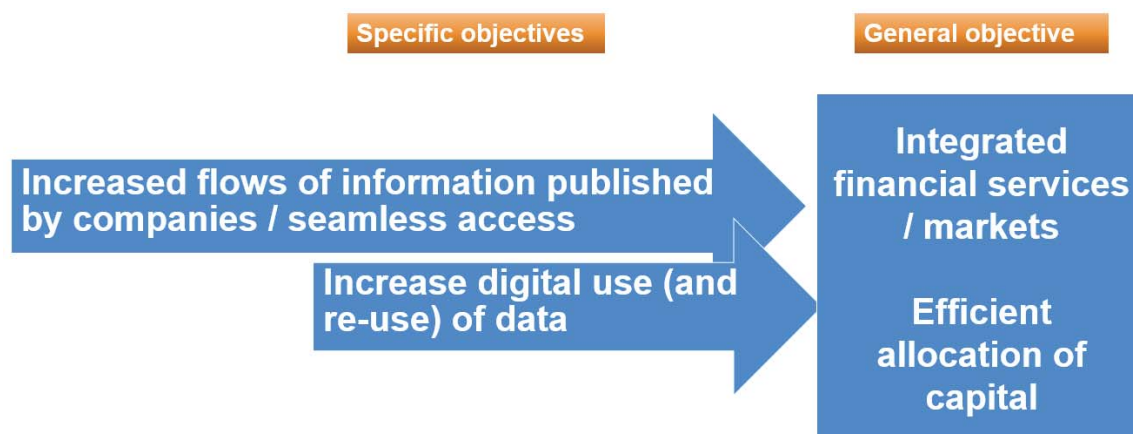 Specific objectives
General objective
Increased flows of information published
by companies / seamless access
Increase digital use (and
re-use) of data
Integrated
financial services
/ markets
Efficient
allocation of
capital